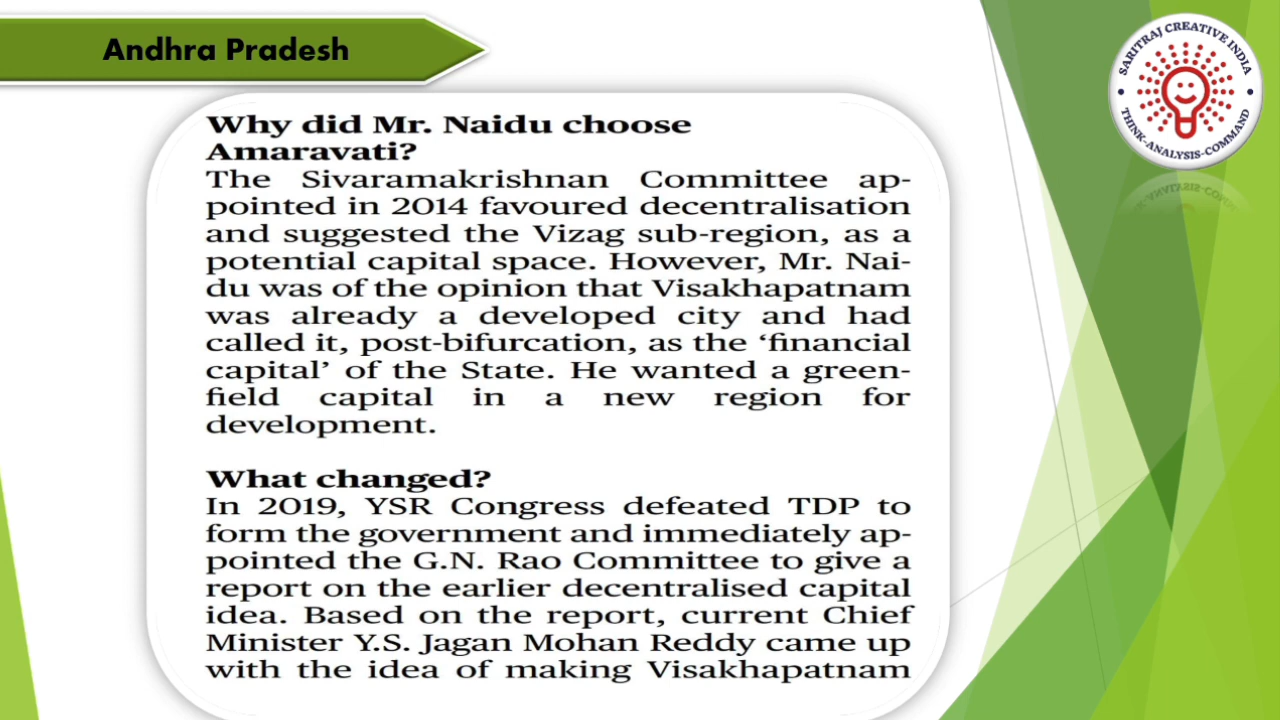 Andhra Pradesh
SARITRAJ CREATIVE INDIA
THINK-ANALYSIS-COMMAND
Why did Mr. Naidu choose
Amaravati?
The Sivaramakrishnan Committee ap-
pointed in 2014 favoured decentralisation
and suggested the Vizag sub-region, as a
potential capital space. However, Mr. Nai-
du was of the opinion that Visakhapatnam
was already a developed city and had
called it, post-bifurcation, as the ‘financial
capital’ of the State. He wanted a green-
field capital in a new region for
development.
What changed?
In 2019, YSR Congress defeated TDP to
form the government and immediately ap-
pointed the G.N. Rao Committee to give a
report on the earlier decentralised capital
idea. Based on the report, current Chief
Minister Y.S. Jagan Mohan Reddy came up
with the idea of making Visakhapatnam